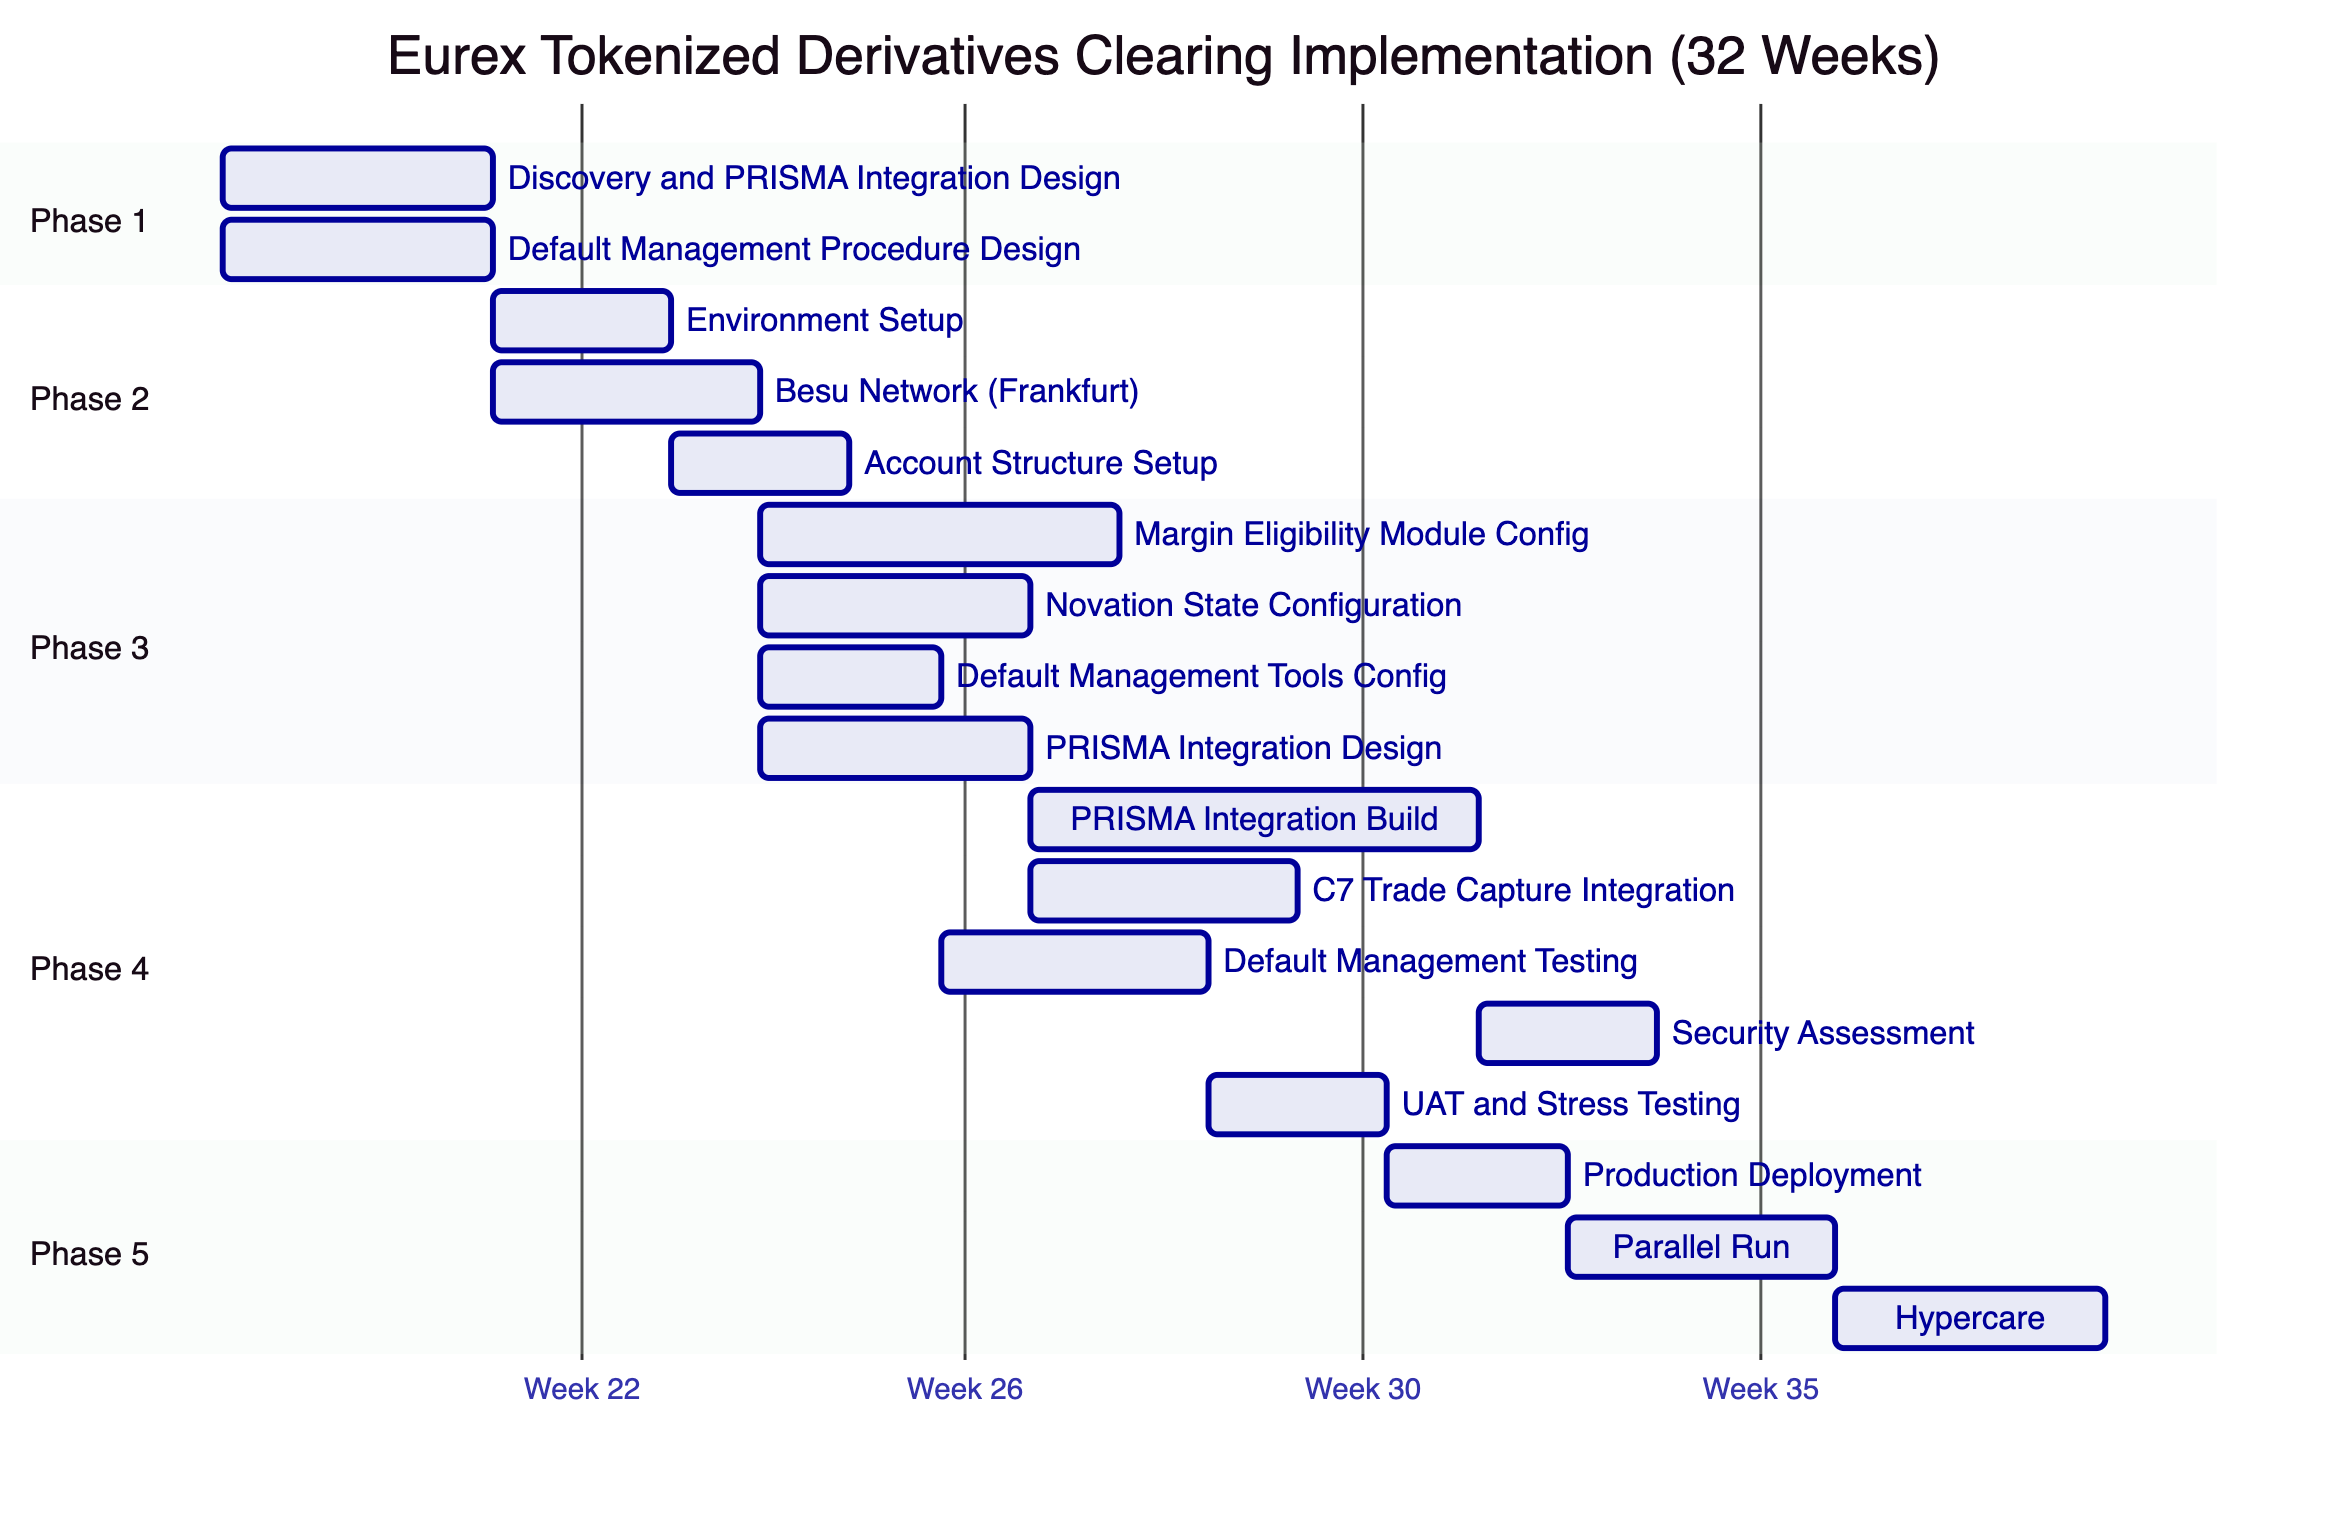 Eurex Tokenized Derivatives Clearing Implementation (32 Weeks)
Phase 1
Discovery and PRISMA Integration Design
Default Management Procedure Design
Phase 2
Environment Setup
Besu Network (Frankfurt)
Account Structure Setup
Phase 3
Margin Eligibility Module Config
Novation State Configuration
Default Management Tools Config
PRISMA Integration Design
Phase 4
PRISMA Integration Build
C7 Trade Capture Integration
Default Management Testing
Security Assessment
UAT and Stress Testing
Phase 5
Production Deployment
Parallel Run
Hypercare
Week 22
Week 26
Week 30
Week 35